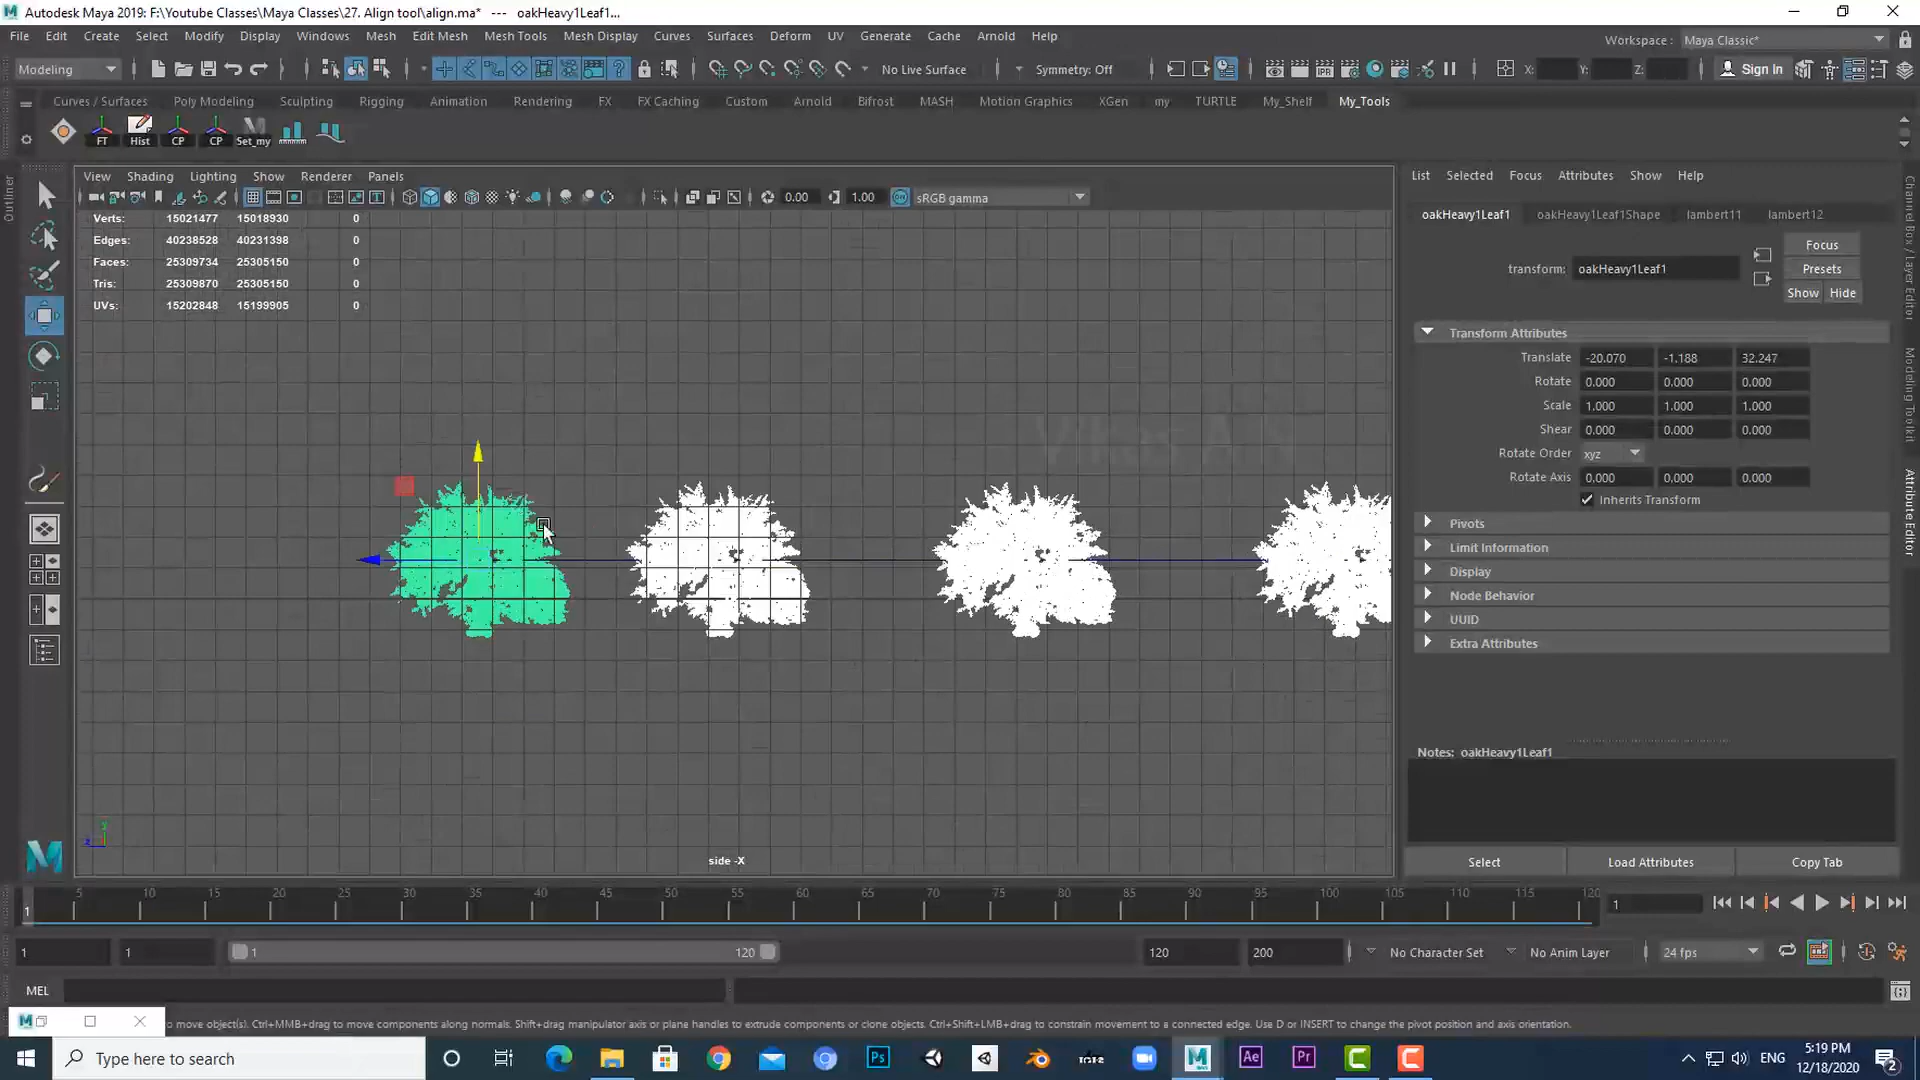 Autodesk Maya 2019: F:\Youtube Classes\Maya Classes\27. Align tool\align.ma* --- oakHeavy1Leaf1...
File Edit Create Select Modify Display Windows Mesh Edit Mesh Mesh Tools Mesh Display Curves Surfaces Deform UV Generate Cache Arnold Help
Workspace : Maya Classic*
Modeling No Live Surface Symmetry: Off X: Y: Z: Sign In
Curves / Surfaces Poly Modeling Sculpting Rigging Animation Rendering FX FX Caching Custom Arnold Bifrost MASH Motion Graphics XGen my TURTLE My_Shelf My_Tools
FT Hist CP CP Set_my
Outliner
View Shading Lighting Show Renderer Panels
0.00 1.00 sRGB gamma
Verts: 15021477 15018930 0
Edges: 40238528 40231398 0
Faces: 25309734 25305150 0
Tris: 25309870 25305150 0
UVs: 15202848 15199905 0
side -X
List Selected Focus Attributes Show Help
oakHeavy1Leaf1 oakHeavy1Leaf1Shape lambert11 lambert12
transform: oakHeavy1Leaf1
Focus
Presets
Show Hide
Transform Attributes
Translate -20.070 -1.188 32.247
Rotate 0.000 0.000 0.000
Scale 1.000 1.000 1.000
Shear 0.000 0.000 0.000
Rotate Order xyz
Rotate Axis 0.000 0.000 0.000
Inherits Transform
Pivots
Limit Information
Display
Node Behavior
UUID
Extra Attributes
Notes: oakHeavy1Leaf1
Select Load Attributes Copy Tab
Channel Box / Layer Editor
Modeling Toolkit
Attribute Editor
5 10 15 20 25 30 35 40 45 50 55 60 65 70 75 80 85 90 95 100 105 110 115 120
1 1
1 1 1 120 120 200 No Character Set No Anim Layer 24 fps
MEL
to move object(s). Ctrl+MMB+drag to move components along normals. Shift+drag manipulator axis or plane handles to extrude components or clone objects. Ctrl+Shift+LMB+drag to constrain movement to a connected edge. Use D or INSERT to change the pivot position and axis orientation.
Type here to search
ENG
5:19 PM
12/18/2020
2